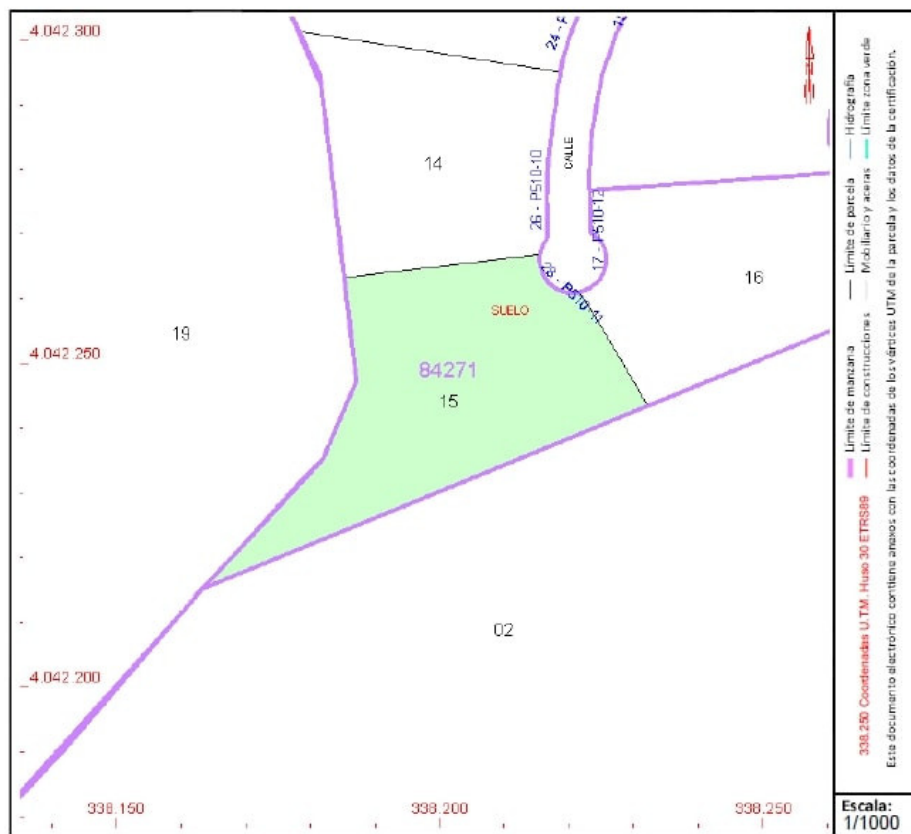 4.042.300
24 - P
14
CALLE
26 - P510-10
17 - P510-12
28 - P510-11
16
19
SUELO
4.042.250
84271
15
02
4.042.200
338.150
338.200
338.250
Límite de manzana
Límite de parcela
Hidrografía
Límite de construcciones
Mobiliario y aceras
Límite zona verde
338.250 Coordenadas U.T.M. Huso 30 ETRS89
Este documento electrónico contiene anexos con las coordenadas de los vértices UTM de la parcela y los datos de la certificación.
Escala:
1/1000